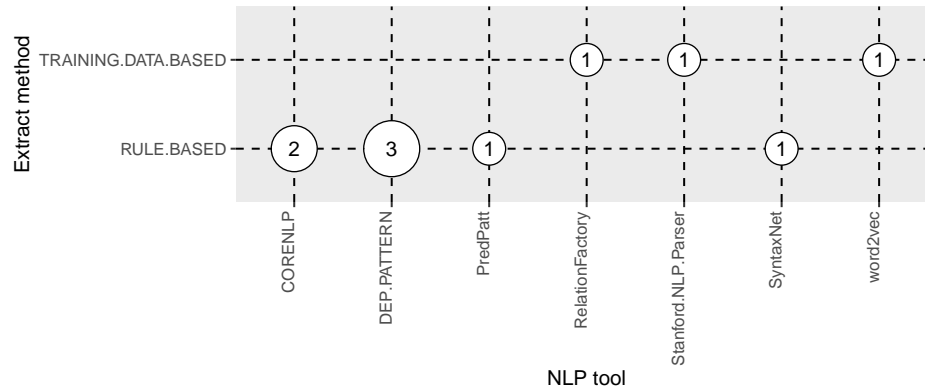 Extract method
TRAINING.DATA.BASED
1
1
1
RULE.BASED
2
3
1
1
CORENLP
DEP.PATTERN
PredPatt
RelationFactory
Stanford.NLP.Parser
SyntaxNet
word2vec
NLP tool